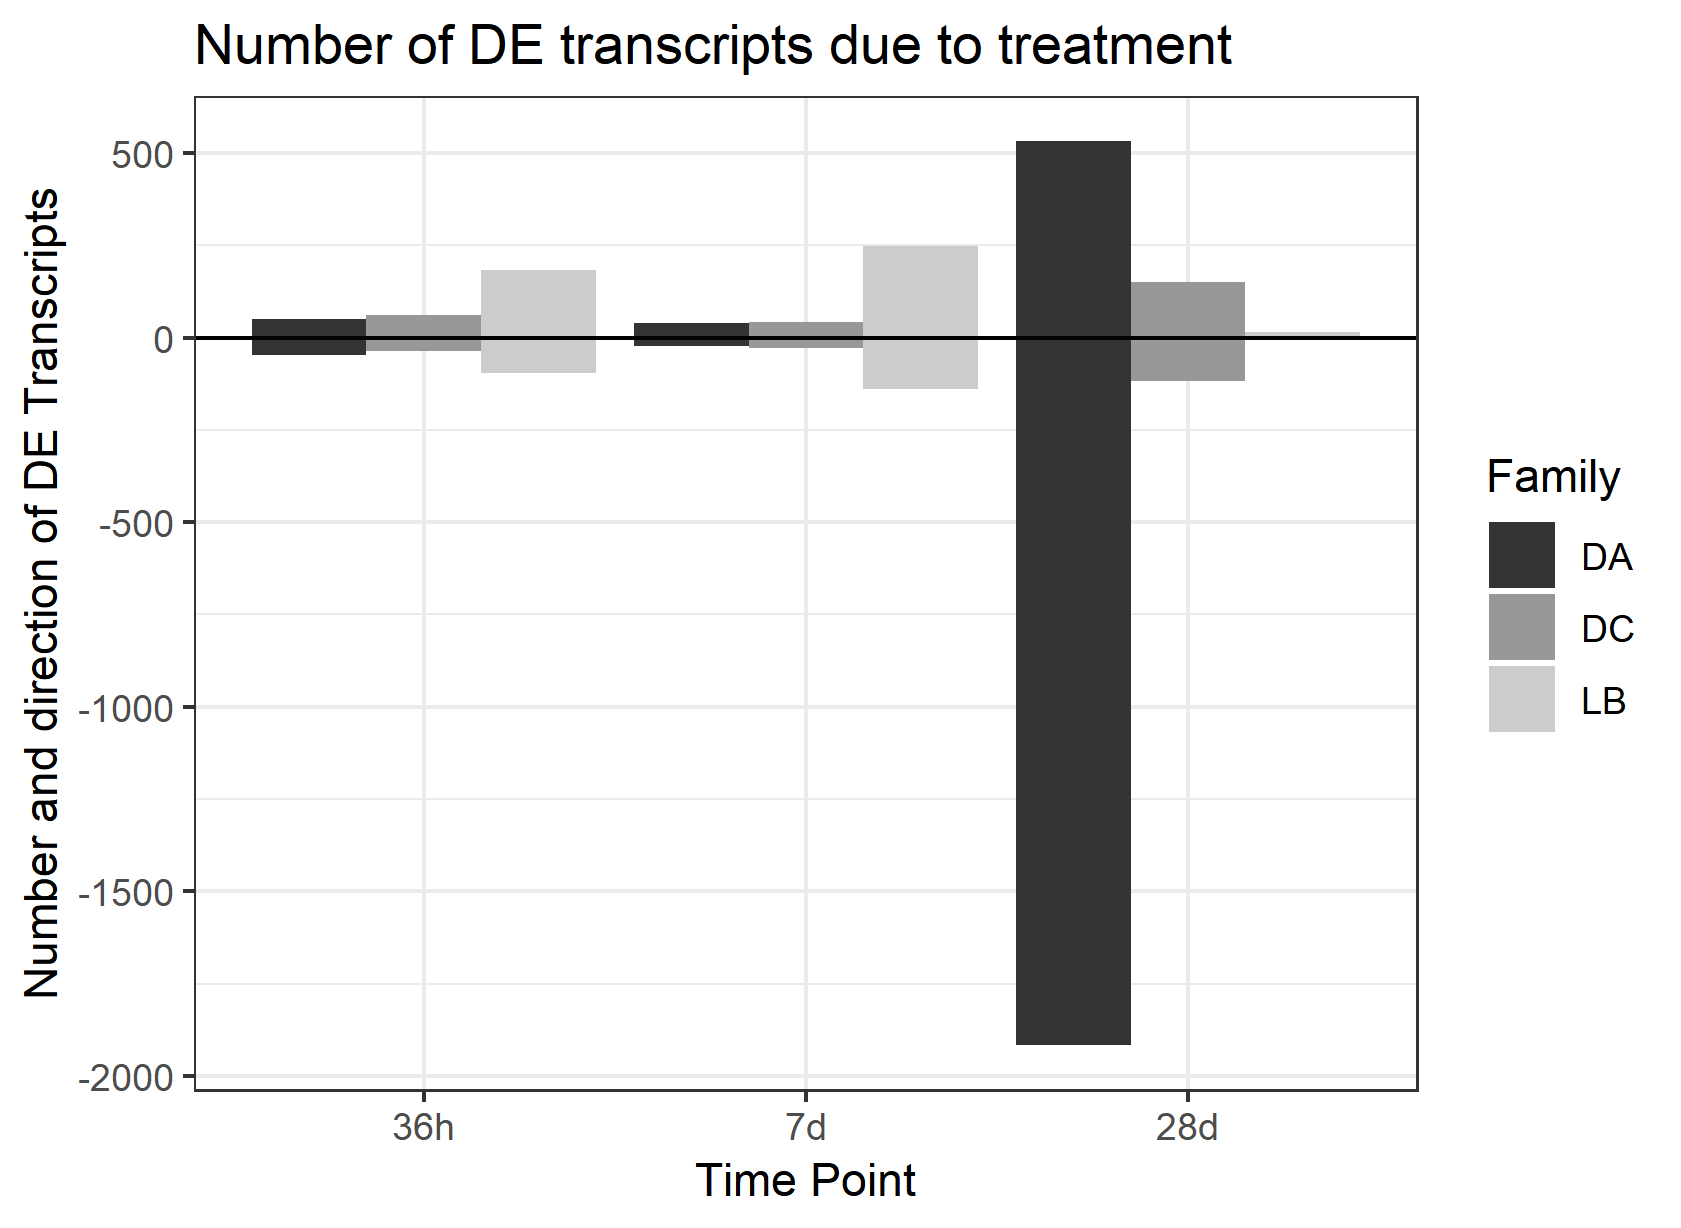 Number of DE transcripts due to treatment
Number and direction of DE Transcripts
500
0
-500
-1000
-1500
-2000
36h
7d
28d
Time Point
Family
DA
DC
LB